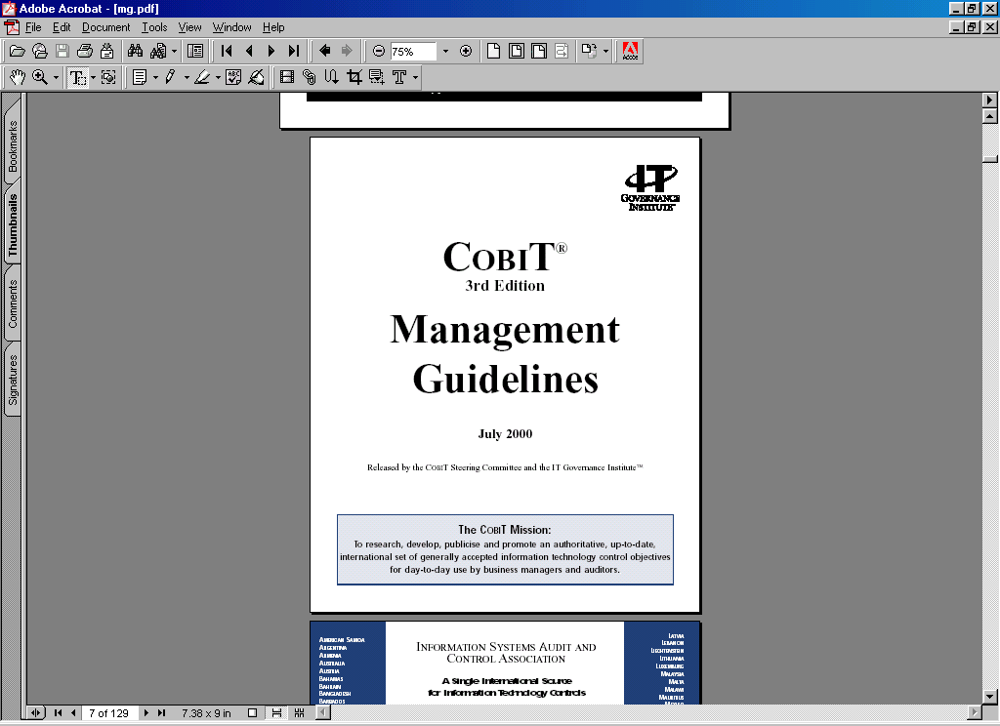 Adobe Acrobat - [mg.pdf]
File Edit Document Tools View Window Help
75%
Adobe
Bookmarks
Thumbnails
Comments
Signatures
IT
GOVERNANCE
INSTITUTE™
COBIT®
3rd Edition
Management
Guidelines
July 2000
Released by the COBIT Steering Committee and the IT Governance Institute™
The COBIT Mission:
To research, develop, publicise and promote an authoritative, up-to-date,
international set of generally accepted information technology control objectives
for day-to-day use by business managers and auditors.
AMERICAN SAMOA
ARGENTINA
ARMENIA
AUSTRALIA
AUSTRIA
BAHAMAS
BAHRAIN
BANGLADESH
BARBADOS
INFORMATION SYSTEMS AUDIT AND
CONTROL ASSOCIATION
A Single International Source
for Information Technology Controls
LATVIA
LEBANON
LIECHTENSTEIN
LITHUANIA
LUXEMBURG
MALAYSIA
MALTA
MALAWI
MAURITIUS
7 of 129
7.38 x 9 in